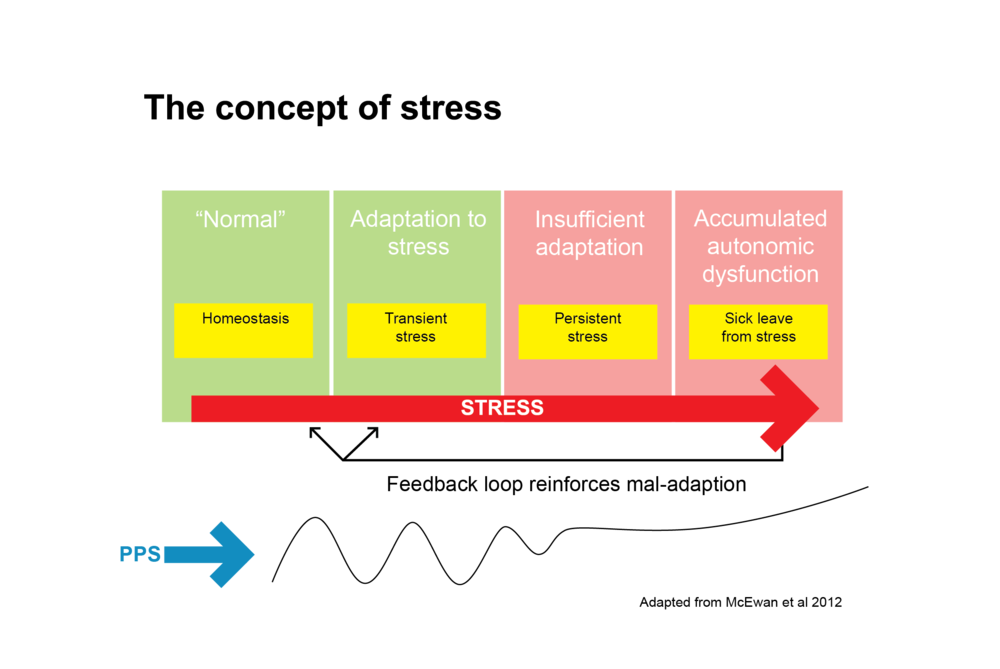 The concept of stress
“Normal”
Adaptation to
stress
Insufficient
adaptation
Accumulated
autonomic
dysfunction
Homeostasis
Transient
stress
Persistent
stress
Sick leave
from stress
STRESS
Feedback loop reinforces mal-adaption
PPS
Adapted from McEwan et al 2012